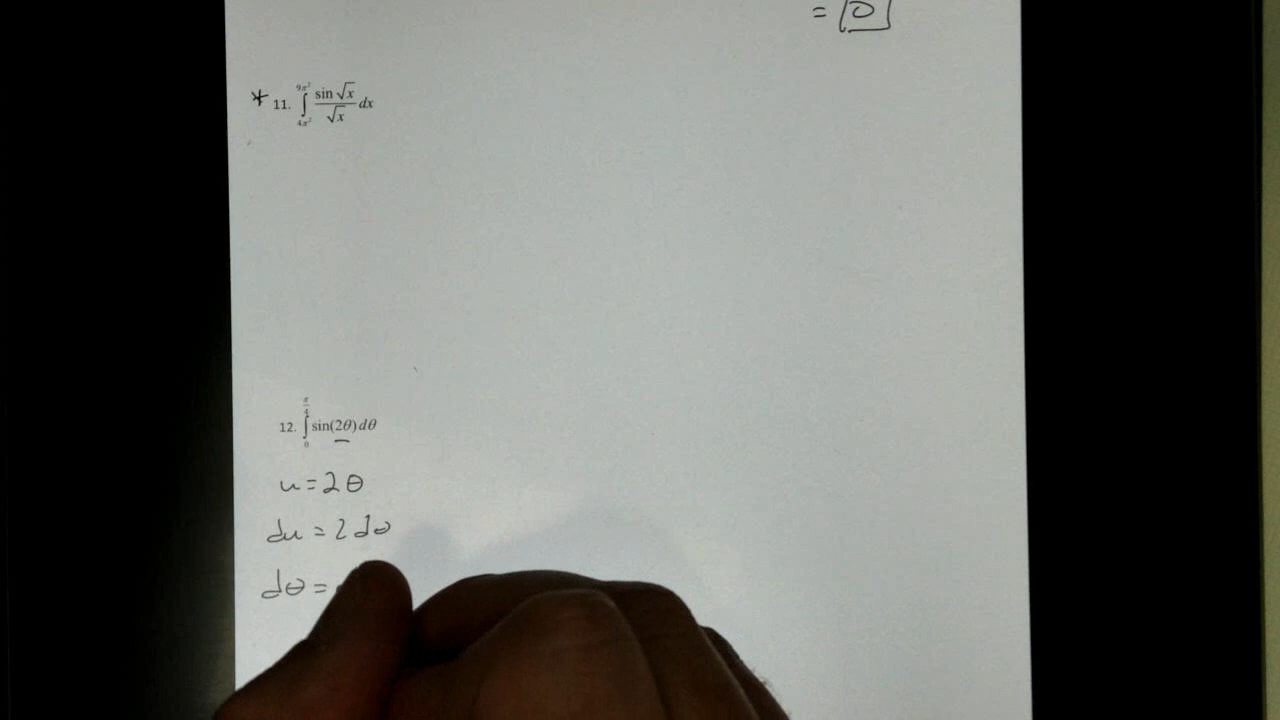 = 0
* 11. ∫_{4π²}^{9π²} sin √x / √x dx
12. ∫_0^{π/4} sin(2θ)dθ
u = 2θ
du = 2 dθ
dθ =